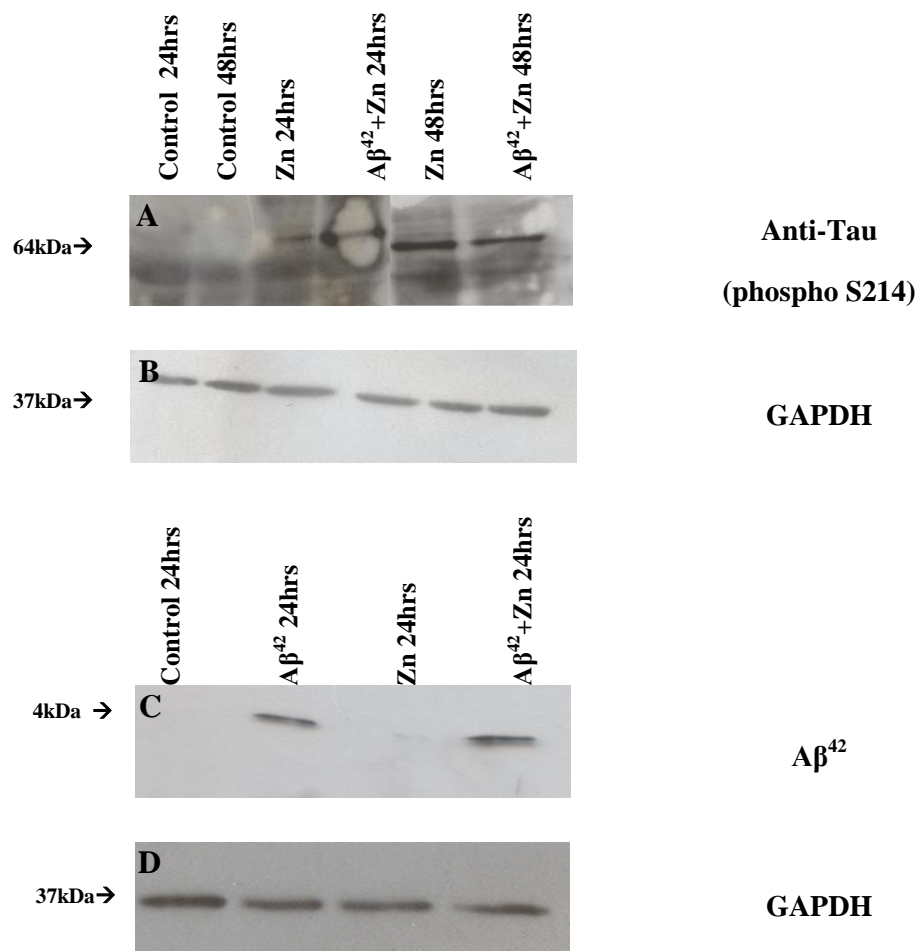 Control 24hrs
Control 48hrs
Zn 24hrs
Aβ⁴²+Zn 24hrs
Zn 48hrs
Aβ⁴²+Zn 48hrs
A
64kDa→
Anti-Tau
(phospho S214)
B
37kDa→
GAPDH
Control 24hrs
Aβ⁴² 24hrs
Zn 24hrs
Aβ⁴²+Zn 24hrs
4kDa →
C
Aβ⁴²
D
37kDa→
GAPDH